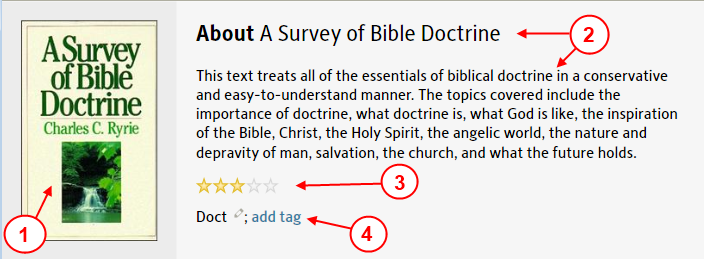 A Survey
of Bible
Doctrine
Charles C. Ryrie
1
About A Survey of Bible Doctrine
2
This text treats all of the essentials of biblical doctrine in a conservative
and easy-to-understand manner. The topics covered include the
importance of doctrine, what doctrine is, what God is like, the inspiration
of the Bible, Christ, the Holy Spirit, the angelic world, the nature and
depravity of man, salvation, the church, and what the future holds.
3
Doct ; add tag
4